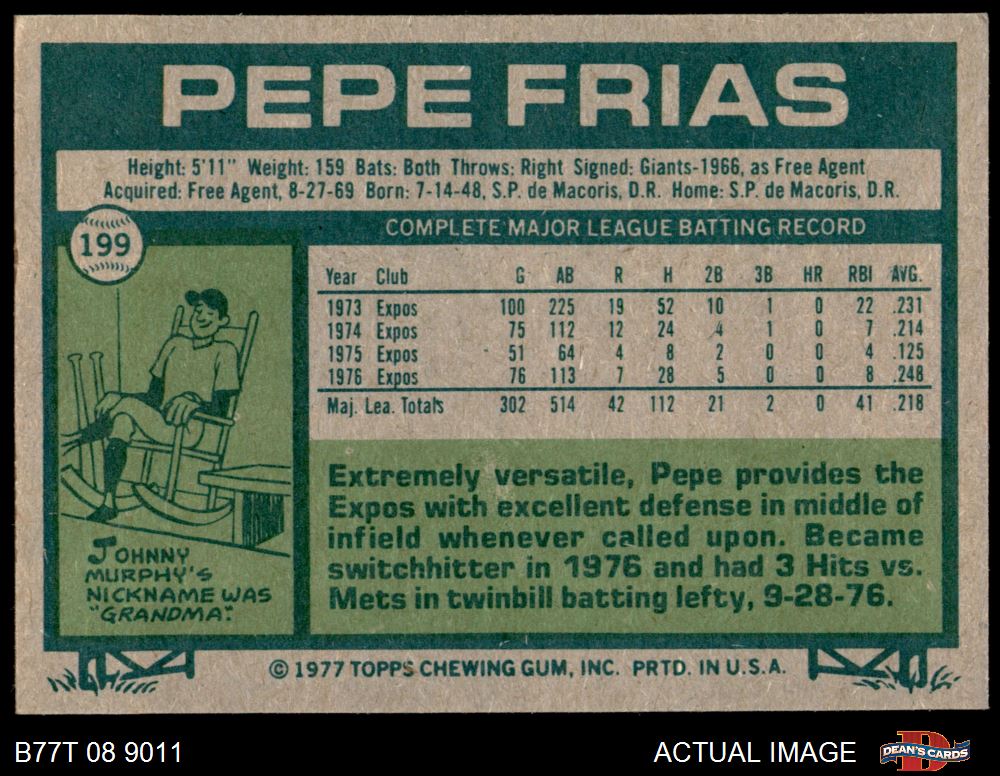 PEPE FRIAS
Height: 5'11" Weight: 159 Bats: Both Throws: Right Signed: Giants-1966, as Free Agent
Acquired: Free Agent, 8-27-69 Born: 7-14-48, S.P. de Macoris, D.R. Home: S.P. de Macoris, D.R.
199
COMPLETE MAJOR LEAGUE BATTING RECORD
Year Club G AB R H 2B 3B HR RBI AVG.
1973 Expos 100 225 19 52 10 1 0 22 .231
1974 Expos 75 112 12 24 4 1 0 7 .214
1975 Expos 51 64 4 8 2 0 0 4 .125
1976 Expos 76 113 7 28 5 0 0 8 .248
Maj. Lea. Totals 302 514 42 112 21 2 0 41 .218
Extremely versatile, Pepe provides the
Expos with excellent defense in middle of
infield whenever called upon. Became
switchhitter in 1976 and had 3 Hits vs.
Mets in twinbill batting lefty, 9-28-76.
JOHNNY
MURPHY'S
NICKNAME WAS
"GRANDMA."
© 1977 TOPPS CHEWING GUM, INC. PRTD. IN U.S.A.
B77T 08 9011
ACTUAL IMAGE
D
DEAN'S CARDS